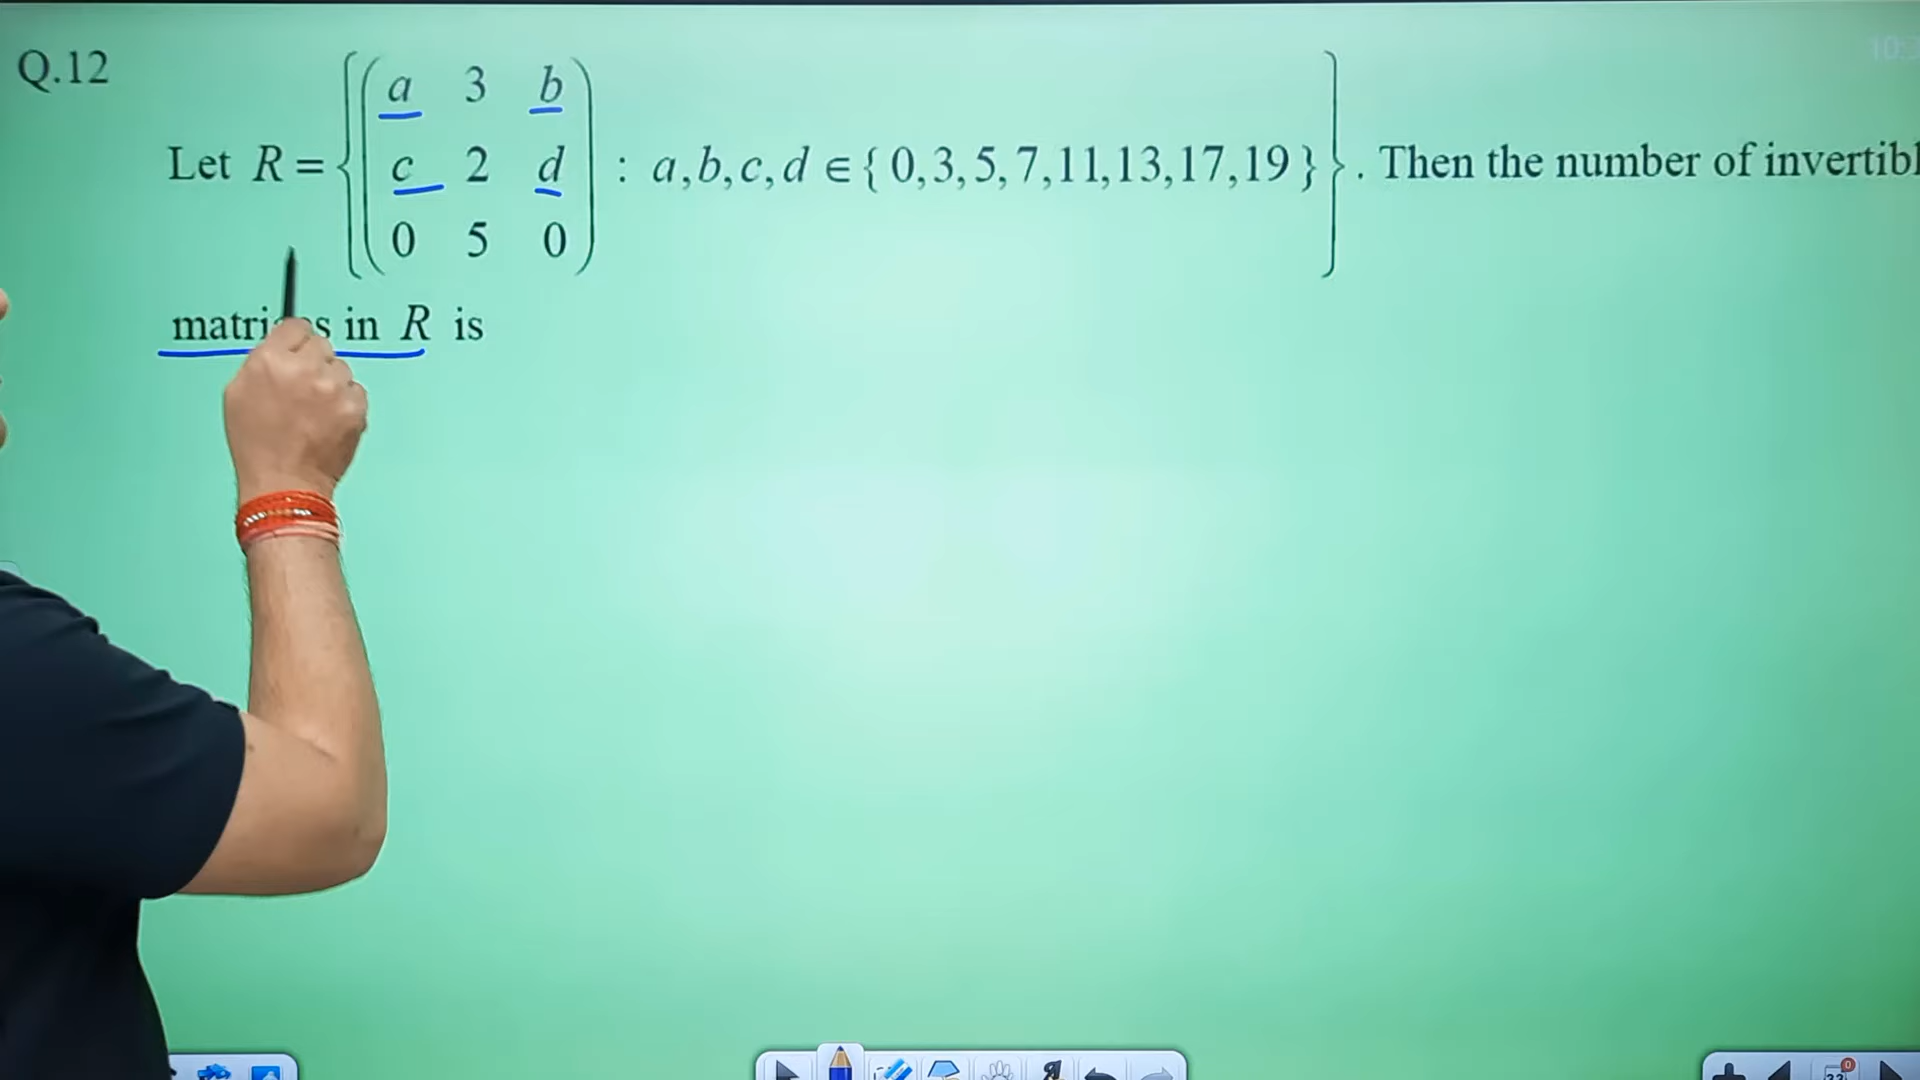 Q.12
Let R = { ( a 3 b
c 2 d
0 5 0 ) : a,b,c,d ∈ { 0,3,5,7,11,13,17,19 } } . Then the number of
in R is